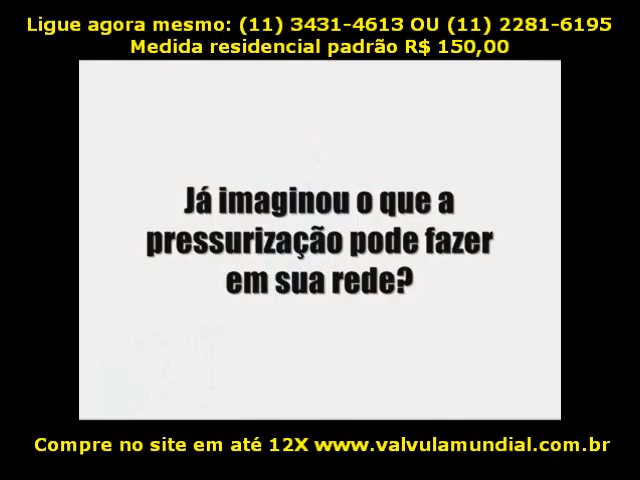 Ligue agora mesmo: (11) 3431-4613 OU (11) 2281-6195
Medida residencial padrão R$ 150,00
Já imaginou o que a
pressurização pode fazer
em sua rede?
Compre no site em até 12X www.valvulamundial.com.br